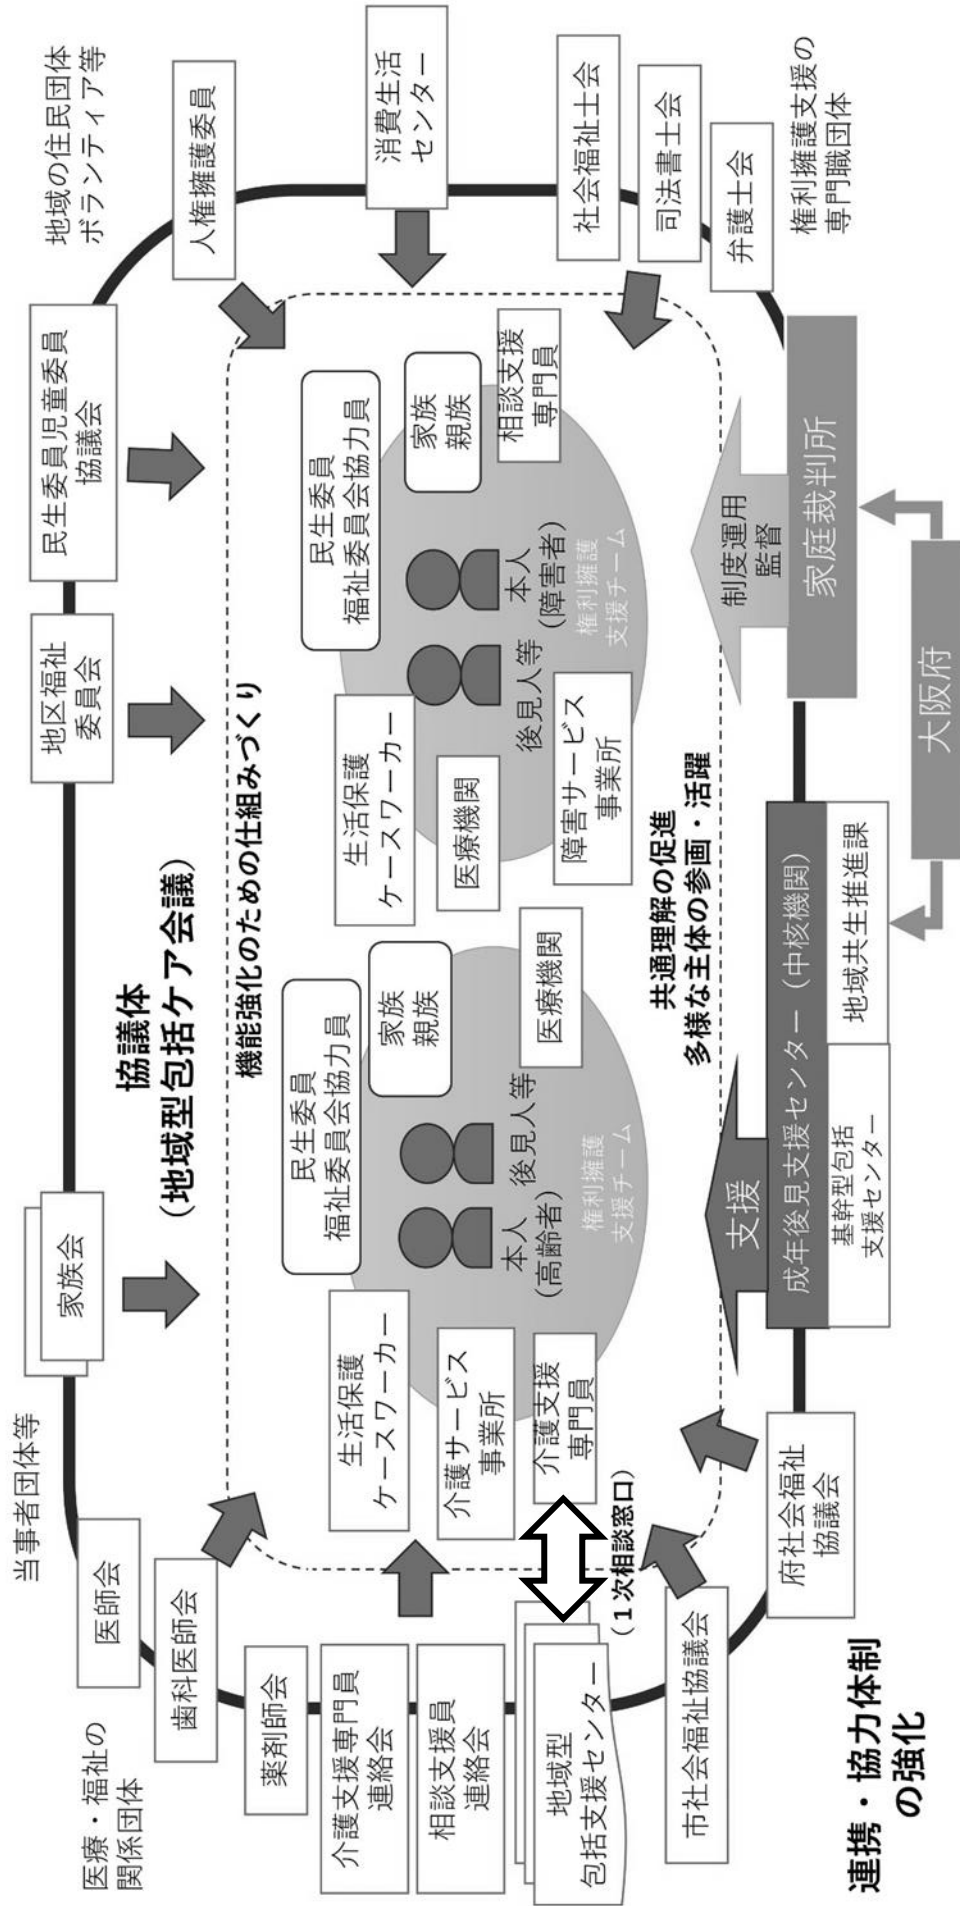 当事者団体等
家族会
地区福祉
委員会
民生委員児童委員
協議会
地域の住民団体
ボランティア等
医療・福祉の
関係団体
医師会
歯科医師会
薬剤師会
介護支援専門員
連絡会
相談支援員
連絡会
地域型
包括支援センター
(１次相談窓口)
市社会福祉協議会
府社会福祉
協議会
連携・協力体制
の強化
協議体
(地域型包括ケア会議)
機能強化のための仕組みづくり
民生委員
福祉委員会協力員
家族
親族
生活保護
ケースワーカー
介護サービス
事業所
介護支援
専門員
医療機関
本人
(高齢者)
後見人等
権利擁護
支援チーム
民生委員
福祉委員会協力員
家族
親族
相談支援
専門員
生活保護
ケースワーカー
医療機関
障害サービス
事業所
後見人等
本人
(障害者)
権利擁護
支援チーム
共通理解の促進
多様な主体の参画・活躍
支援
成年後見支援センター（中核機関）
基幹型包括
支援センター
地域共生推進課
制度運用
監督
家庭裁判所
大阪府
人権擁護委員
消費生活
センター
社会福祉士会
司法書士会
弁護士会
権利擁護支援の
専門職団体